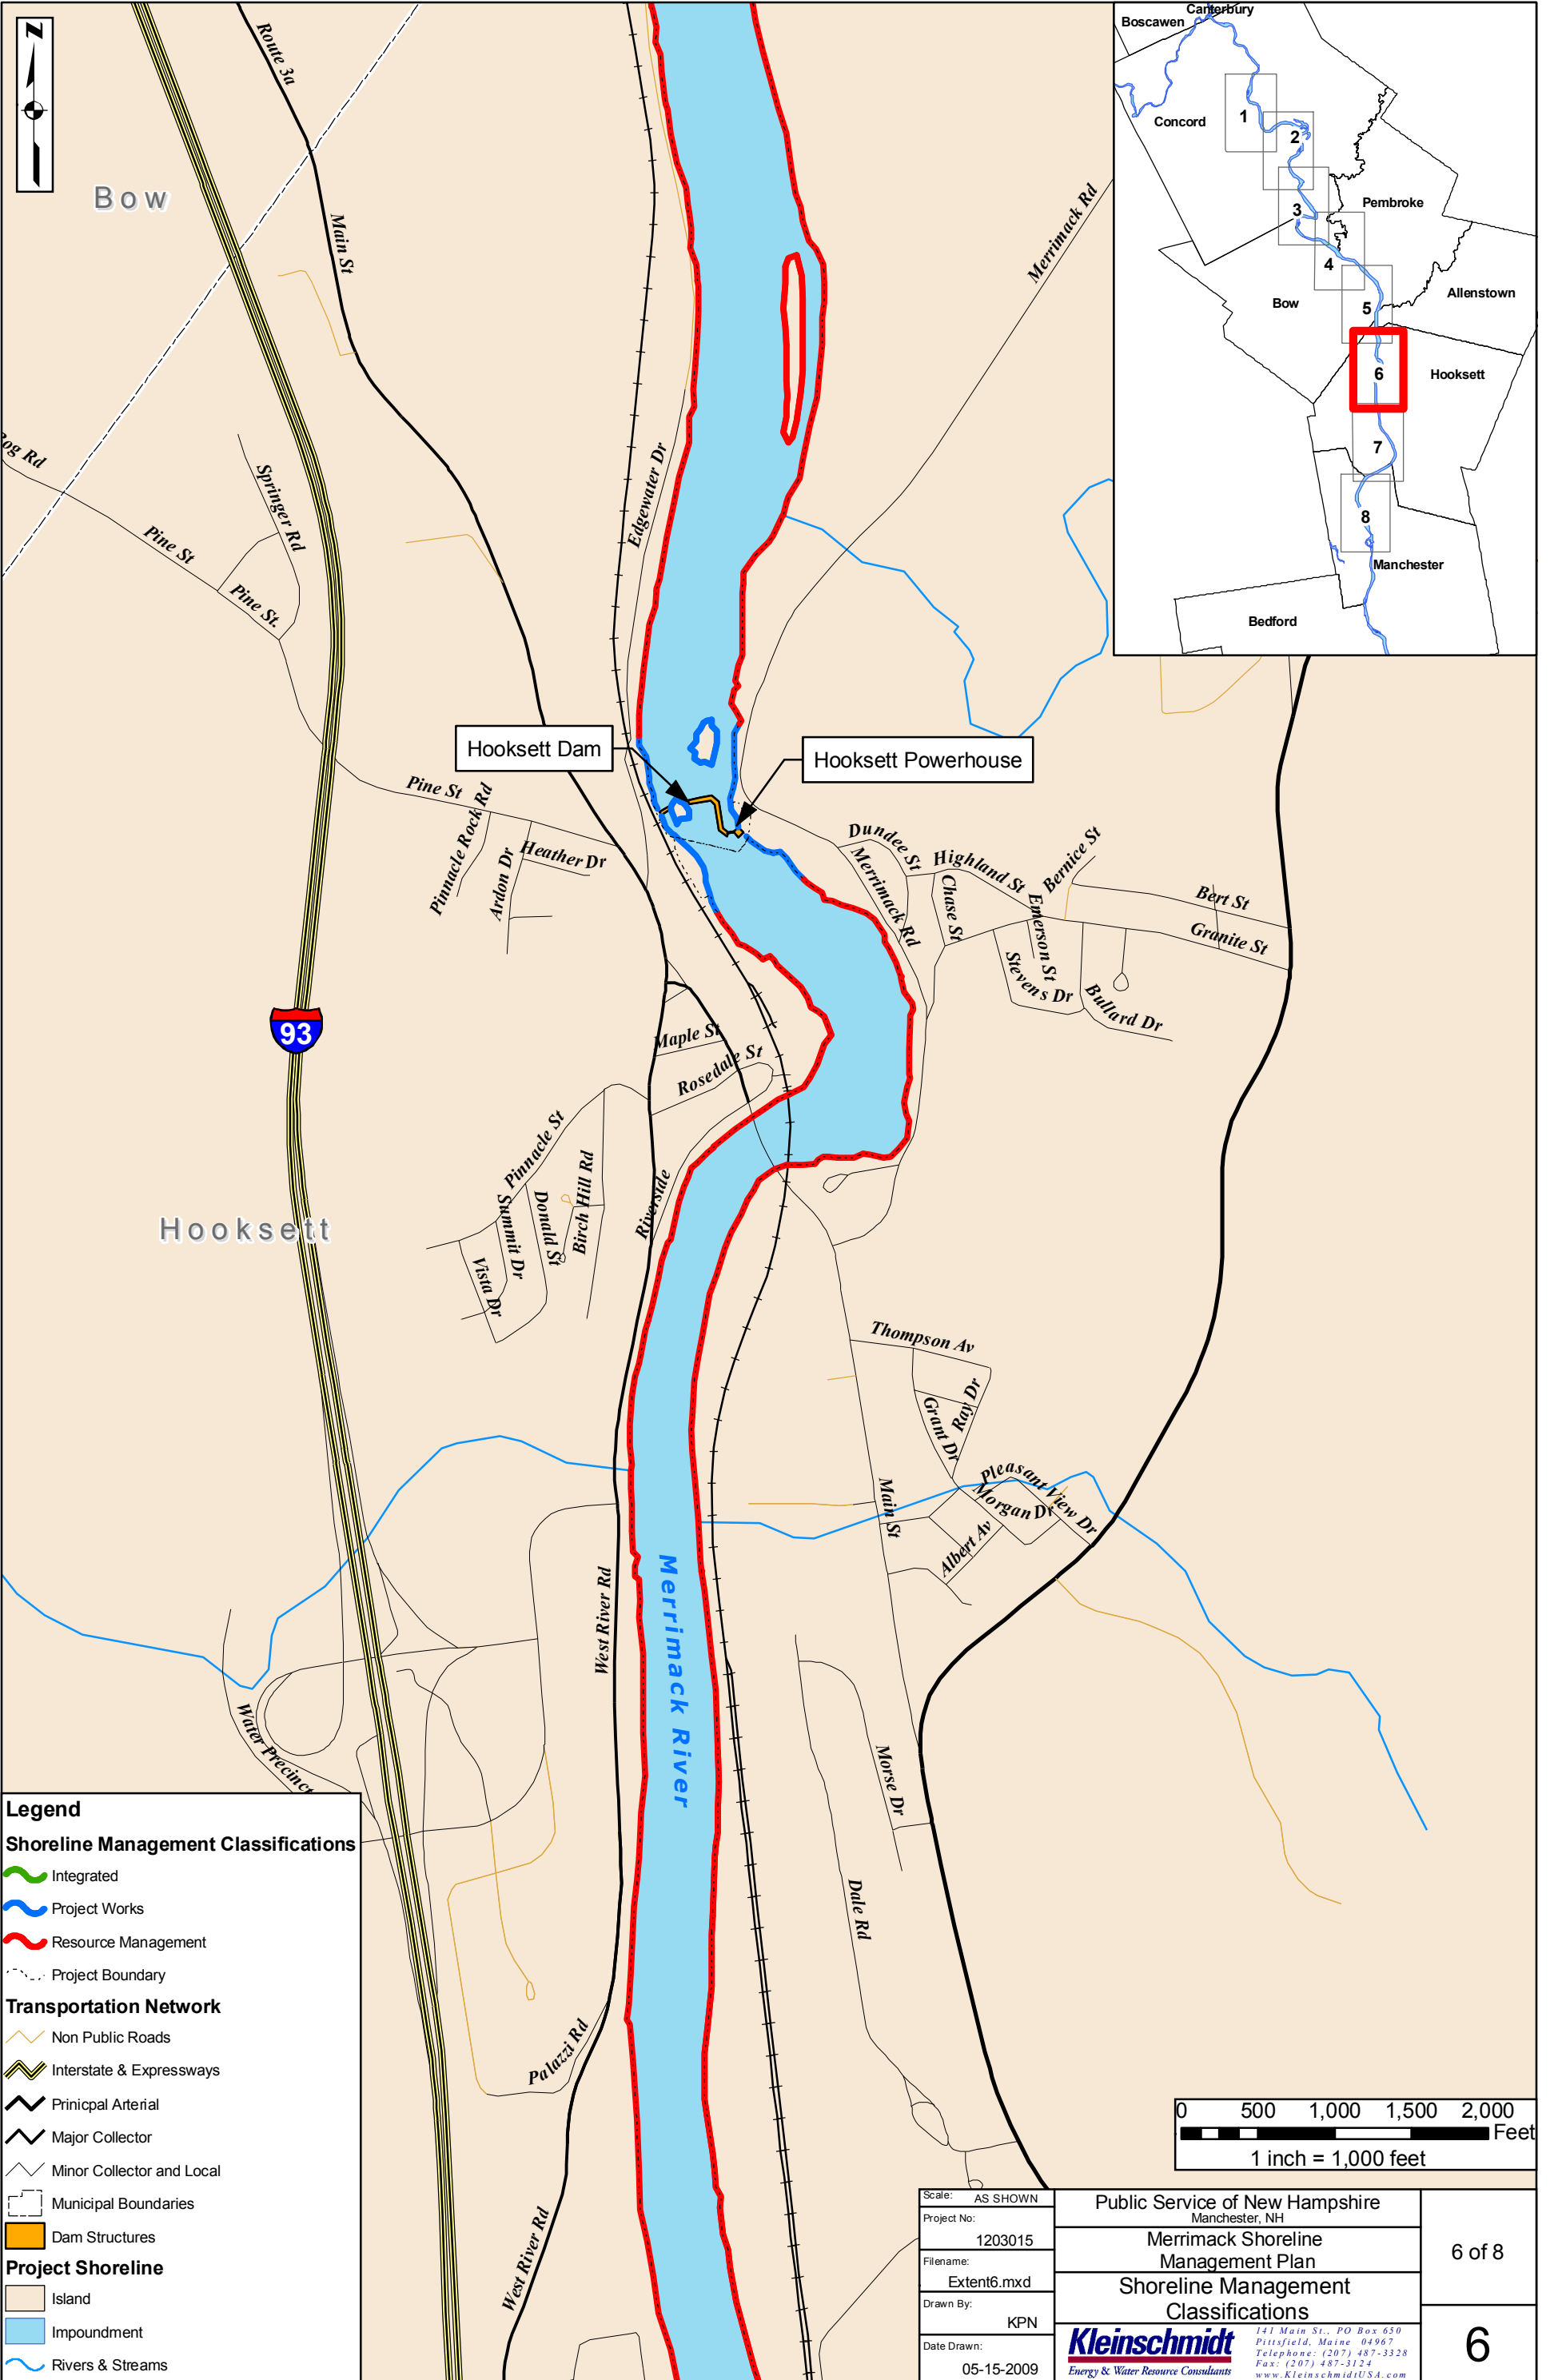 N
Route 3a
Bow
Main St
Merrimack Rd
Boscawen
Canterbury
Concord
1
2
3
Pembroke
4
Bow
5
Allenstown
6
Hooksett
7
8
Manchester
Bedford
Springer Rd
Pine St
Pine St.
Edgewater Dr
Hooksett Dam
Hooksett Powerhouse
Pine St
Pinnacle Rock Rd
Ardon Dr
Heather Dr
Dundee St
Merrimack Rd
Highland St
Chase St
Bernice St
Emerson St
Stevens Dr
Bert St
Granite St
Bullard Dr
93
Maple St
Rosedale St
Pinnacle St
Hooksett
Summit Dr
Donald St
Birch Hill Rd
Riverside
Vista Dr
Thompson Av
Grant Dr
Ray Dr
Main St
Pleasant View Dr
Morgan Dr
Albert Av
West River Rd
Merrimack River
Water Precinct
Morse Dr
Dale Rd
Palazzi Rd
West River Rd
Legend
Shoreline Management Classifications
Integrated
Project Works
Resource Management
Project Boundary
Transportation Network
Non Public Roads
Interstate & Expressways
Prinicpal Arterial
Major Collector
Minor Collector and Local
Municipal Boundaries
Dam Structures
Project Shoreline
Island
Impoundment
Rivers & Streams
0 500 1,000 1,500 2,000
Feet
1 inch = 1,000 feet
Scale: AS SHOWN
Project No:
1203015
Filename:
Extent6.mxd
Drawn By:
KPN
Date Drawn:
05-15-2009
Public Service of New Hampshire
Manchester, NH
Merrimack Shoreline
Management Plan
Shoreline Management
Classifications
Kleinschmidt
Energy & Water Resource Consultants
141 Main St., PO Box 650
Pittsfield, Maine 04967
Telephone: (207) 487-3328
Fax: (207) 487-3124
www.KleinschmidtUSA.com
6 of 8
6